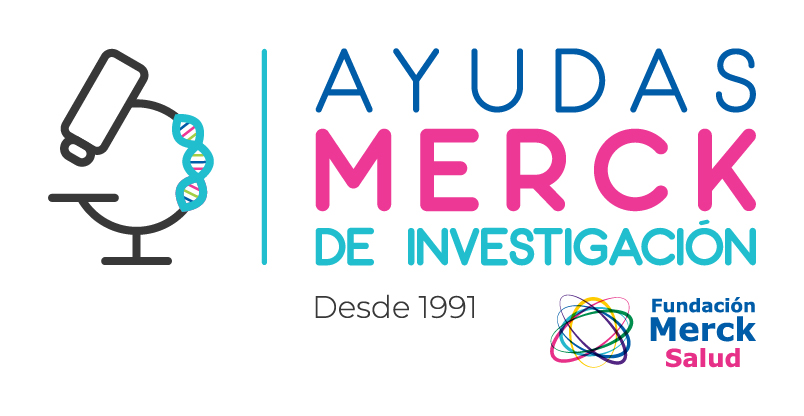 AYUDAS
MERCK
DE INVESTIGACIÓN
Desde 1991
Fundación
Merck
Salud